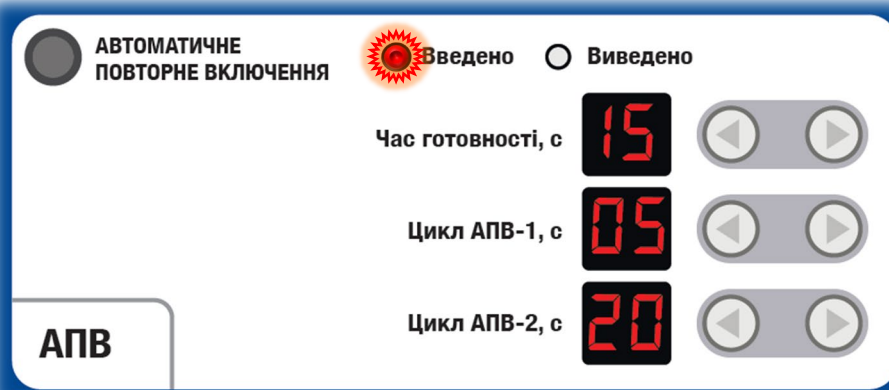 АВТОМАТИЧНЕ
ПОВТОРНЕ ВКЛЮЧЕННЯ
Введено
Виведено
Час готовності, с 15
Цикл АПВ-1, с 05
Цикл АПВ-2, с 20
АПВ